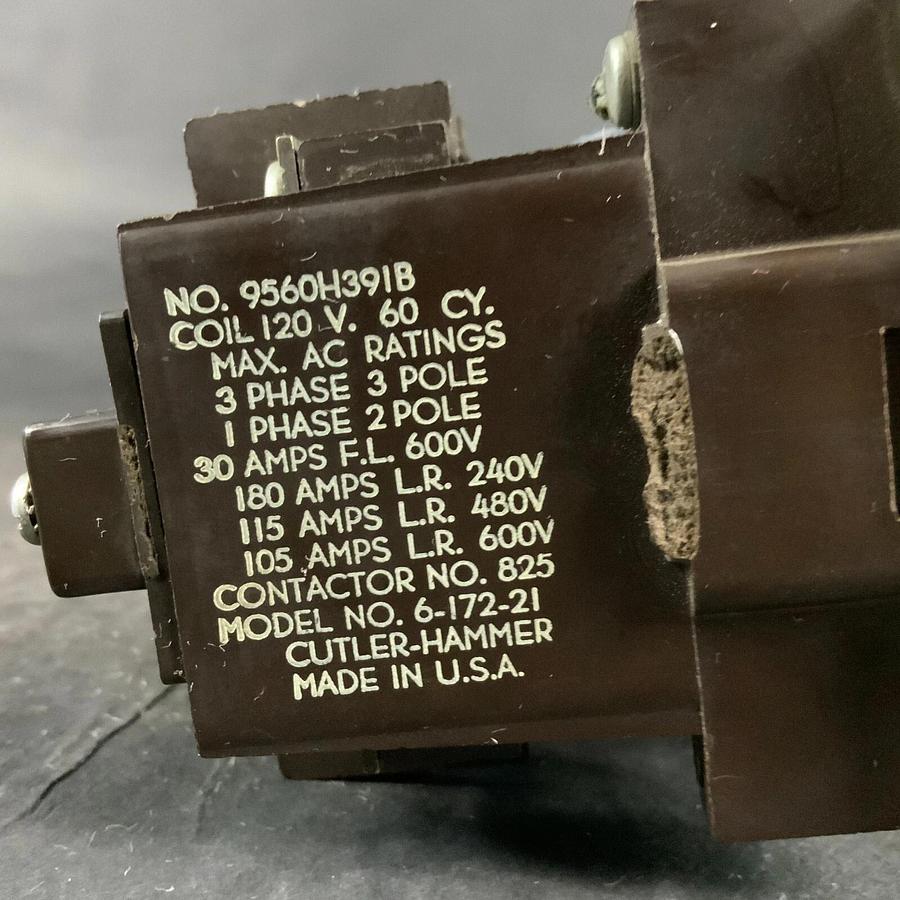 NO. 9560H391B
COIL 120 V. 60 CY.
MAX. AC RATINGS
3 PHASE 3 POLE
1 PHASE 2 POLE
30 AMPS F.L. 600V
180 AMPS L.R. 240V
115 AMPS L.R. 480V
105 AMPS L.R. 600V
CONTACTOR NO. 825
MODEL NO. 6-172-21
CUTLER-HAMMER
MADE IN U.S.A.